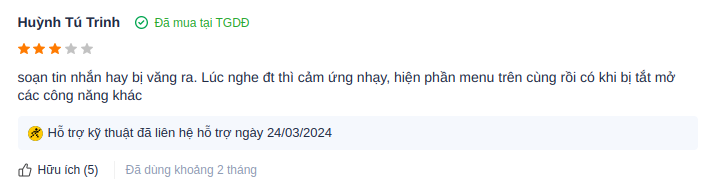 Huỳnh Tú Trinh Đã mua tại TGDĐ
soạn tin nhắn hay bị văng ra. Lúc nghe đt thì cảm ứng nhạy, hiện phần menu trên cùng rồi có khi bị tắt mở
các công năng khác
Hỗ trợ kỹ thuật đã liên hệ hỗ trợ ngày 24/03/2024
Hữu ích (5) Đã dùng khoảng 2 tháng